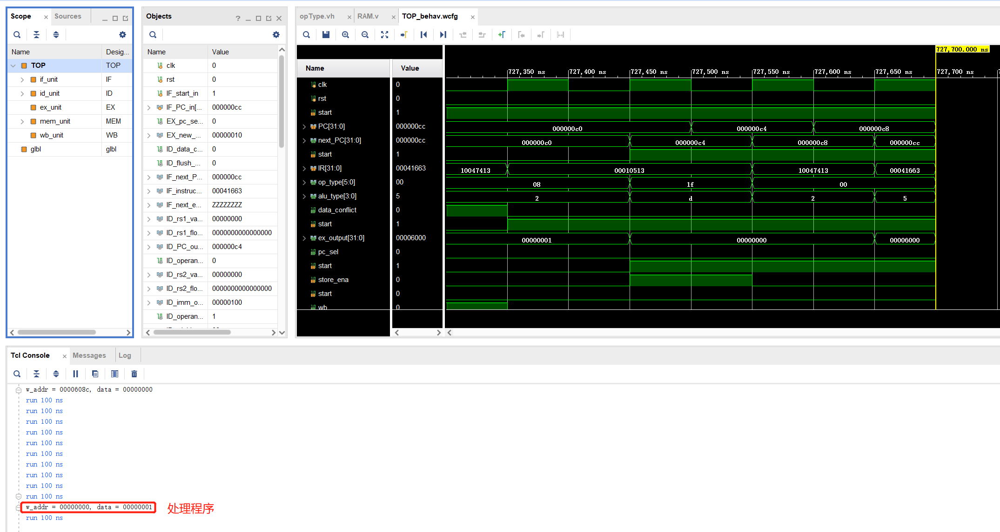 Scope
Sources
Name Desig...
TOP TOP
if_unit IF
id_unit ID
ex_unit EX
mem_unit MEM
wb_unit WB
glbl glbl
Objects
Name Value
clk 0
rst 0
IF_start_in 1
IF_PC_in[... 000000cc
EX_pc_se... 0
EX_new_... 00000010
ID_data_c... 0
ID_flush_... 0
IF_next_P... 000000cc
IF_instruc... 00041663
IF_next_e... ZZZZZZZZ
ID_rs1_va... 00000000
ID_rs1_flo... 0000000000000000
ID_PC_ou... 000000c4
ID_operan... 0
ID_rs2_va... 00000000
ID_rs2_flo... 0000000000000000
ID_imm_o... 00000100
ID_operan... 1
opType.vh
RAM.v
TOP_behav.wcfg
727,700.000 ns
Name Value
727,350 ns 727,400 ns 727,450 ns 727,500 ns 727,550 ns 727,600 ns 727,650 ns 727,700 ns
clk 0
rst 0
start 1
PC[31:0] 000000cc 000000c0 000000c4 000000c8
next_PC[31:0] 000000cc 000000c0 000000c4 000000c8 000000cc
start 1
IR[31:0] 00041663 10047413 00010513 10047413 00041663
op_type[5:0] 00 08 1f 00
alu_type[3:0] 5 2 d 2 5
data_conflict 0
start 1
ex_output[31:0] 00006000 00000001 00000000 00006000
pc_sel 0
start 1
store_ena 0
start 0
wb 0
Tcl Console
Messages
Log
w_addr = 0000608c, data = 00000000
run 100 ns
run 100 ns
run 100 ns
run 100 ns
run 100 ns
run 100 ns
run 100 ns
run 100 ns
run 100 ns
run 100 ns
w_addr = 00000000, data = 00000001 处理程序
run 100 ns